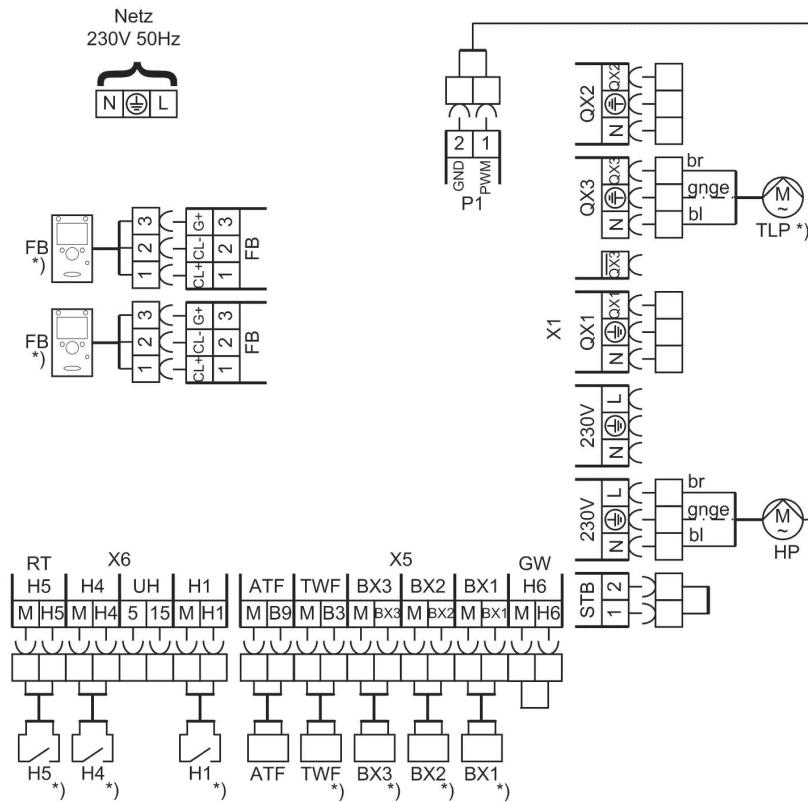 Netz
230V 50Hz
N L
2 1
GND PWM
P1
QX2
QX2
N
QX3
QX3
N
br
gnge
bl
M
~
TLP *)
QX3
X1
QX1
QX1
N
230V
L
N
230V
L
N
br
gnge
bl
M
~
HP
STB
2
1
FB
*)
3
2
1
G+
CL-
CL+
3
2
1
FB
FB
*)
3
2
1
G+
CL-
CL+
3
2
1
FB
RT X6 X5 GW
H5 H4 UH H1 ATF TWF BX3 BX2 BX1 H6
M H5 M H4 5 15 M H1 M B9 M B3 M BX3 M BX2 M BX1 M H6
H5 *) H4 *) H1 *) ATF TWF *) BX3 *) BX2 *) BX1 *)